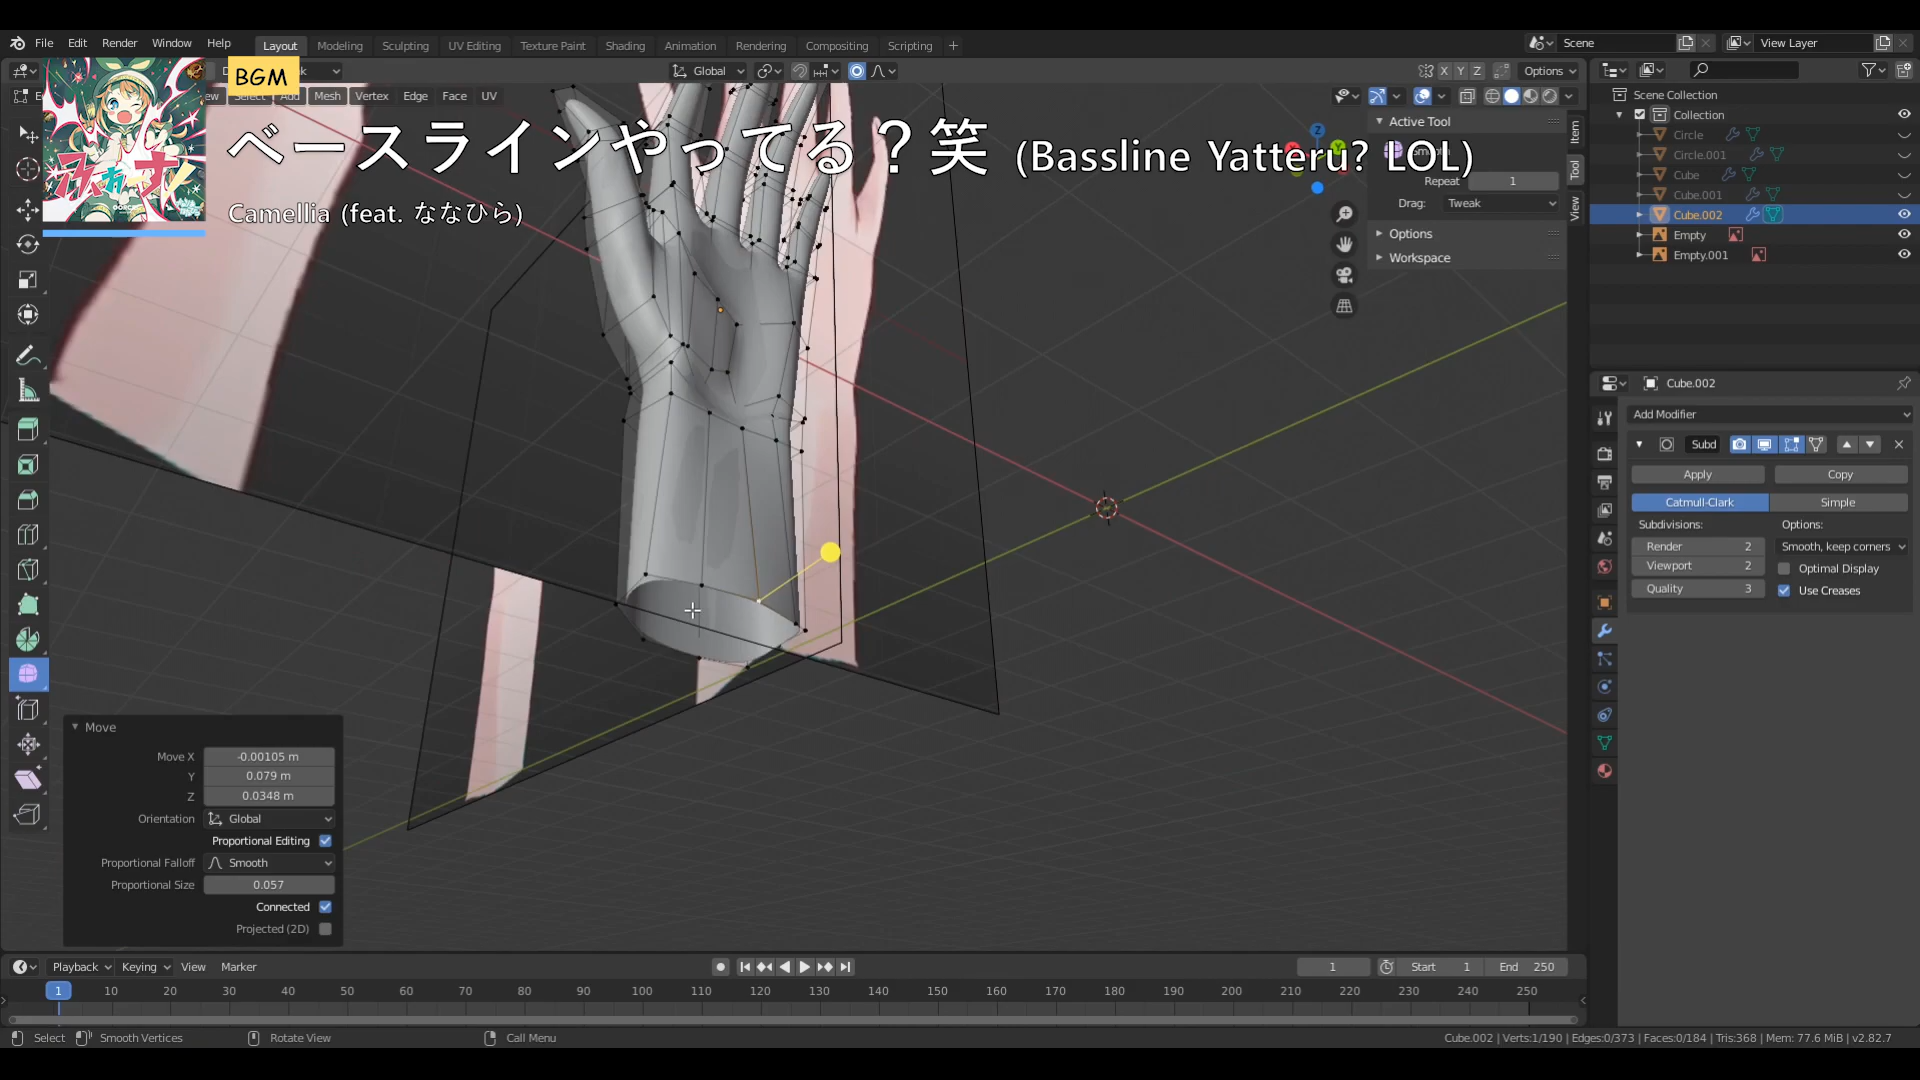 File Edit Render Window Help Layout Modeling Sculpting UV Editing Texture Paint Shading Animation Rendering Compositing Scripting Scene View Layer
BGM
Global
X Y Z
Options
Select Add Mesh Vertex Edge Face UV
ベースラインやってる?笑 (Bassline Yatteru? LOL)
Camellia (feat. ななひら)
ふぉーす!
Active Tool
Repeat 1
Drag: Tweak
Options
Workspace
Item
Tool
View
Scene Collection
Collection
Circle
Circle.001
Cube
Cube.001
Cube.002
Empty
Empty.001
Cube.002
Add Modifier
Subd
Apply Copy
Catmull-Clark Simple
Subdivisions: Options:
Render 2 Smooth, keep corners
Viewport 2 Optimal Display
Quality 3 Use Creases
Move
Move X -0.00105 m
Y 0.079 m
Z 0.0348 m
Orientation Global
Proportional Editing
Proportional Falloff Smooth
Proportional Size 0.057
Connected
Projected (2D)
Playback Keying View Marker
1 Start 1 End 250
1 10 20 30 40 50 60 70 80 90 100 110 120 130 140 150 160 170 180 190 200 210 220 230 240 250
Select Smooth Vertices Rotate View Call Menu
Cube.002 | Verts:1/190 | Edges:0/373 | Faces:0/184 | Tris:368 | Mem: 77.6 MiB | v2.82.7